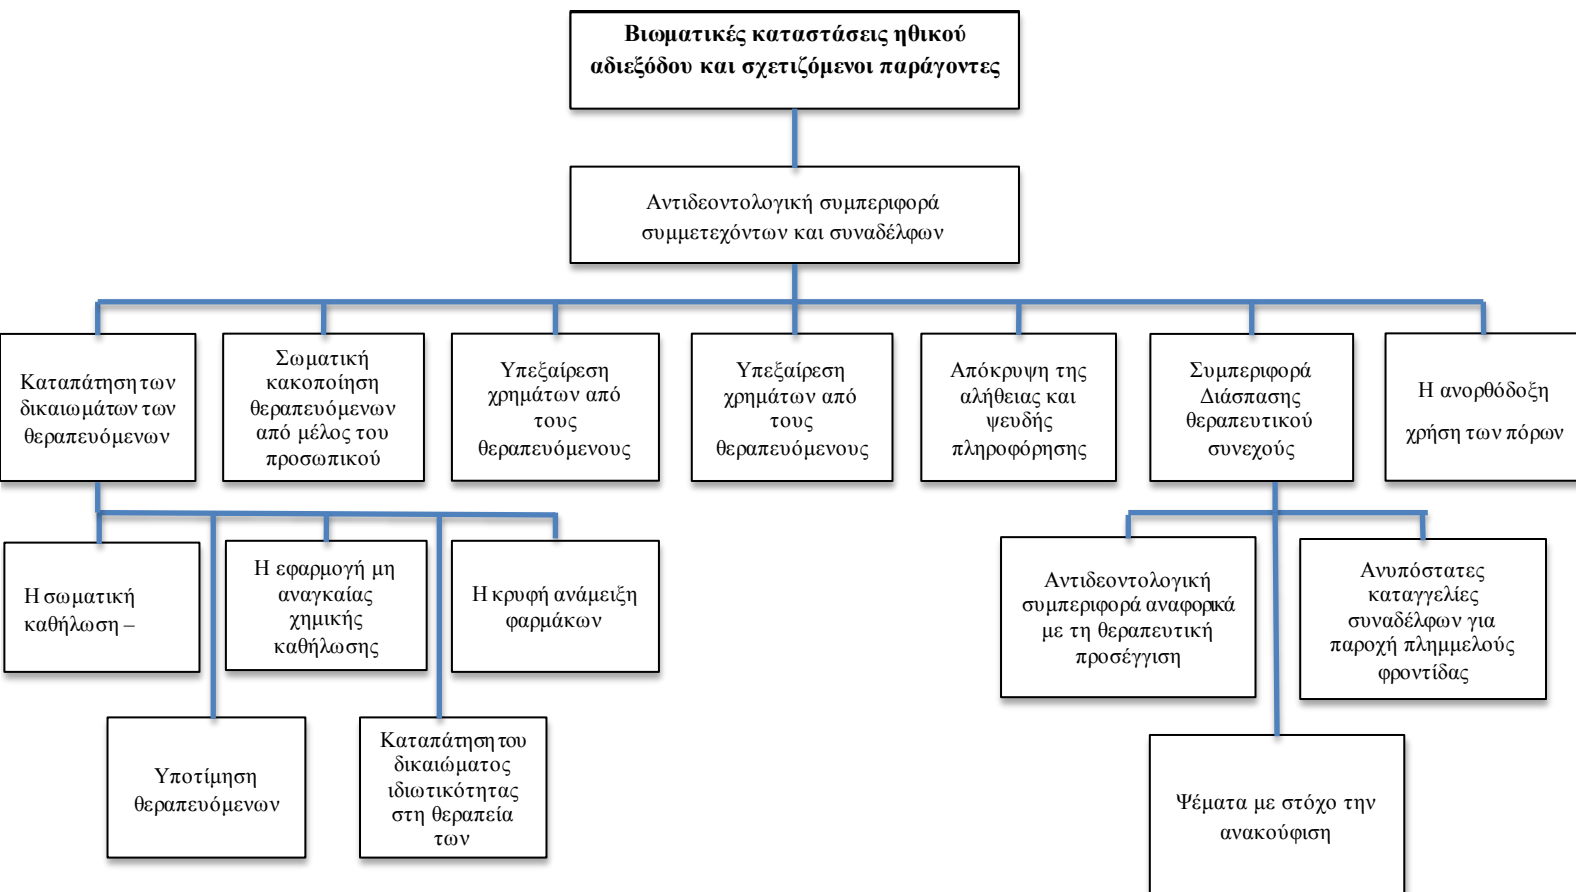 Βιωματικές καταστάσεις ηθικού
αδιεξόδου και σχετιζόμενοι παράγοντες
Αντιδεοντολογική συμπεριφορά
συμμετεχόντων και συναδέλφων
Καταπάτηση των
δικαιωμάτων των
θεραπευόμενων
Σωματική
κακοποίηση
θεραπευόμενων
από μέλος του
προσωπικού
Υπεξαίρεση
χρημάτων από
τους
θεραπευόμενους
Υπεξαίρεση
χρημάτων από
τους
θεραπευόμενους
Απόκρυψη της
αλήθειας και
ψευδής
πληροφόρησης
Συμπεριφορά
Διάσπασης
θεραπευτικού
συνεχούς
Η ανορθόδοξη
χρήση των πόρων
Η σωματική
καθήλωση –
Η εφαρμογή μη
αναγκαίας
χημικής
καθήλωσης
Η κρυφή ανάμειξη
φαρμάκων
Αντιδεοντολογική
συμπεριφορά αναφορικά
με τη θεραπευτική
προσέγγιση
Ανυπόστατες
καταγγελίες
συναδέλφων για
παροχή πλημμελούς
φροντίδας
Υποτίμηση
θεραπευόμενων
Καταπάτηση του
δικαιώματος
ιδιωτικότητας
στη θεραπεία
των
Ψέματα με στόχο την
ανακούφιση